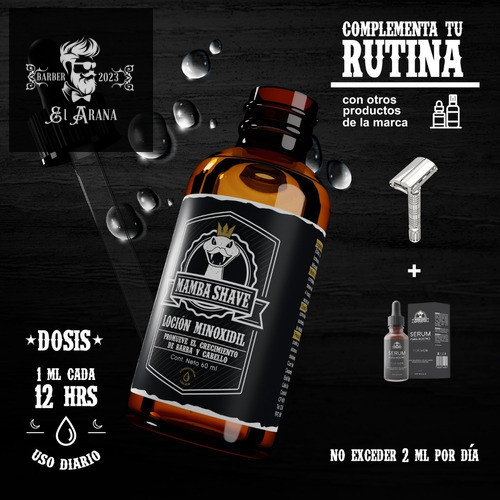 BARBER 2023
El Arana
COMPLEMENTA TU
RUTINA
con otros
productos
de la marca
MAMBA SHAVE
LOCIÓN MINOXIDIL
PROMUEVE EL CRECIMIENTO
DE BARBA Y CABELLO
Cont. Neto 60 ml
+
SERUM
SERUM
DOSIS
1 ML CADA
12 HRS
USO DIARIO
NO EXCEDER 2 ML POR DÍA